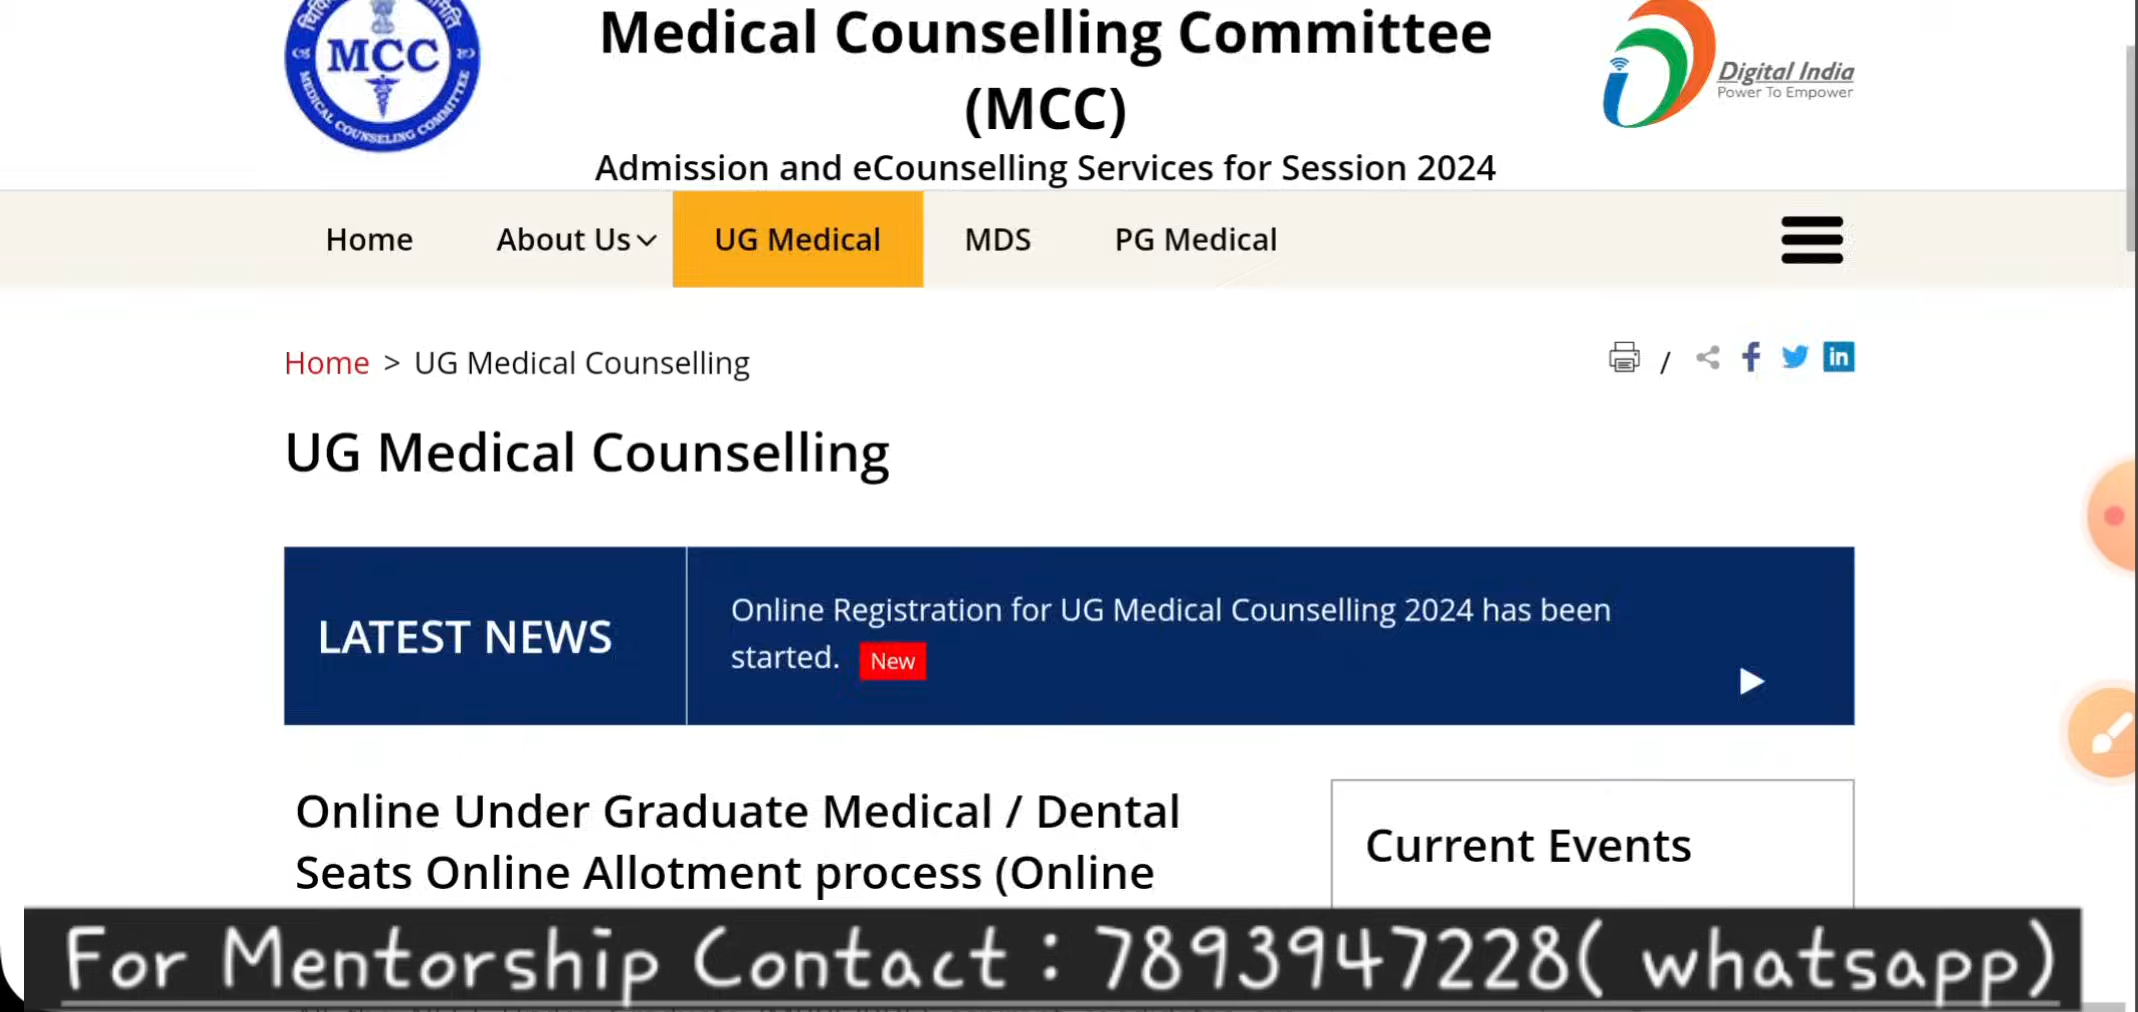 MCC
MEDICAL COUNSELING COMMITTEE
Medical Counselling Committee
(MCC)
Admission and eCounselling Services for Session 2024
Digital India
Power To Empower
Home About Us UG Medical MDS PG Medical
Home > UG Medical Counselling
/
UG Medical Counselling
LATEST NEWS
Online Registration for UG Medical Counselling 2024 has been
started. New
Online Under Graduate Medical / Dental
Seats Online Allotment process (Online
Current Events
For Mentorship Contact : 7893947228( whatsapp)